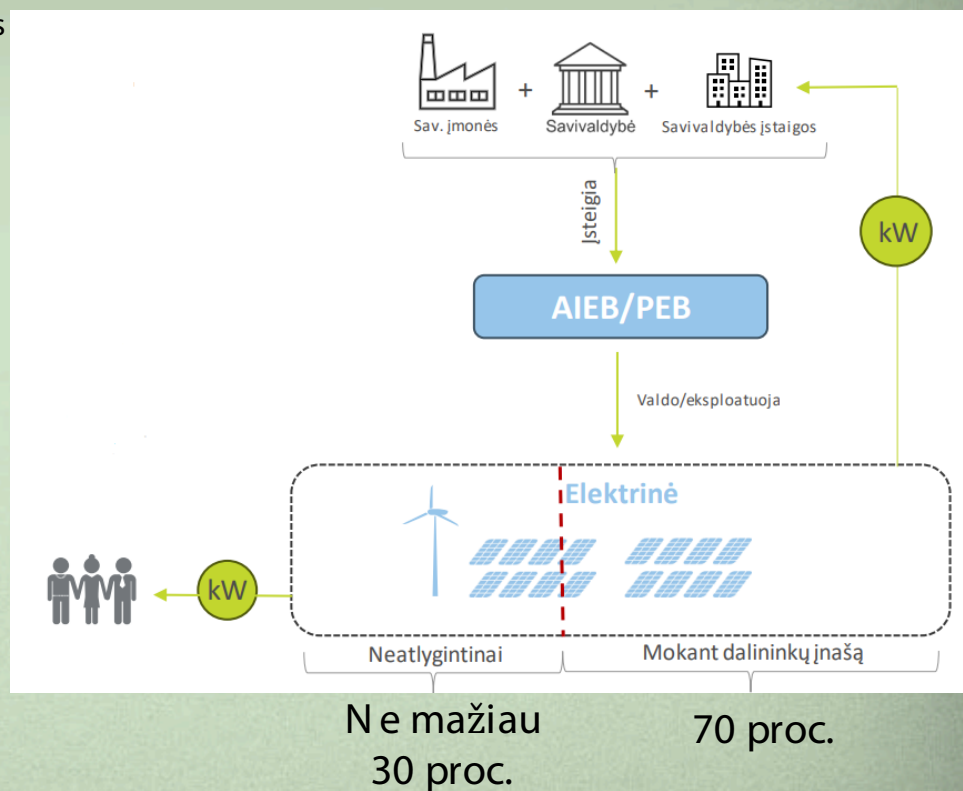 s
+ +
Sav. įmonės Savivaldybė Savivaldybės įstaigos
Įsteigia
kW
AIEB/PEB
Valdo/eksploatuoja
Elektrinė
kW
Neatlygintinai Mokant dalininkų įnašą
Ne mažiau 70 proc.
30 proc.